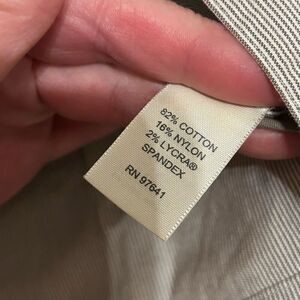 82% COTTON
16% NYLON
2% LYCRA®
SPANDEX
RN 97641